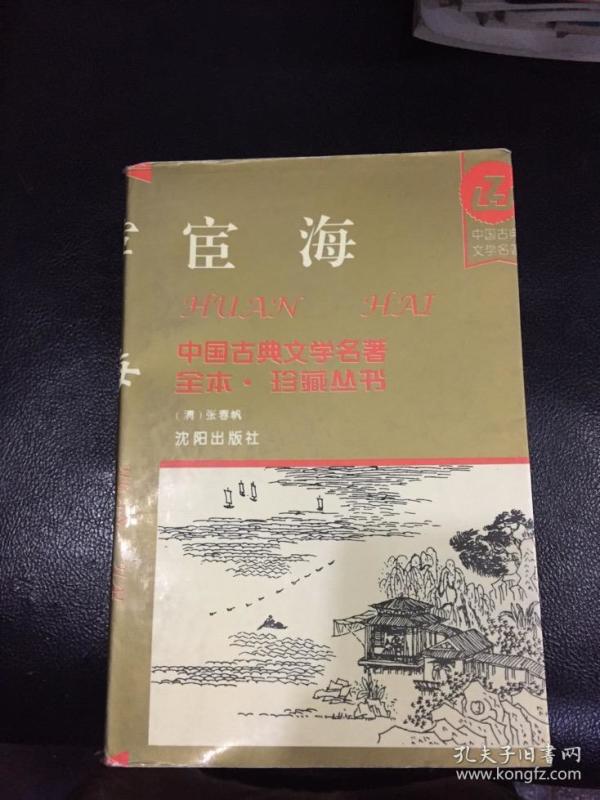 宦 海
HUAN HAI
中国古典文学名著
全本·珍藏丛书
（清）张春帆
沈阳出版社
中国古典
文学名著
孔夫子旧书网
www.kongfz.com